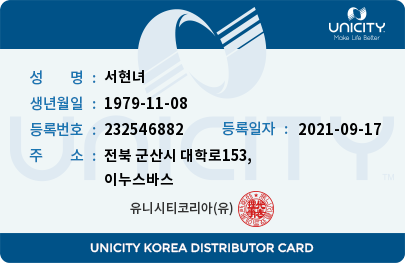 UNICITY
Make Life Better
성 명 : 서현녀
생년월일 : 1979-11-08
등록번호 : 232546882 등록일자 : 2021-09-17
주 소 : 전북 군산시 대학로153,
이누스바스
UNICITY TM
유니시티코리아(유)
UNICITY KOREA DISTRIBUTOR CARD